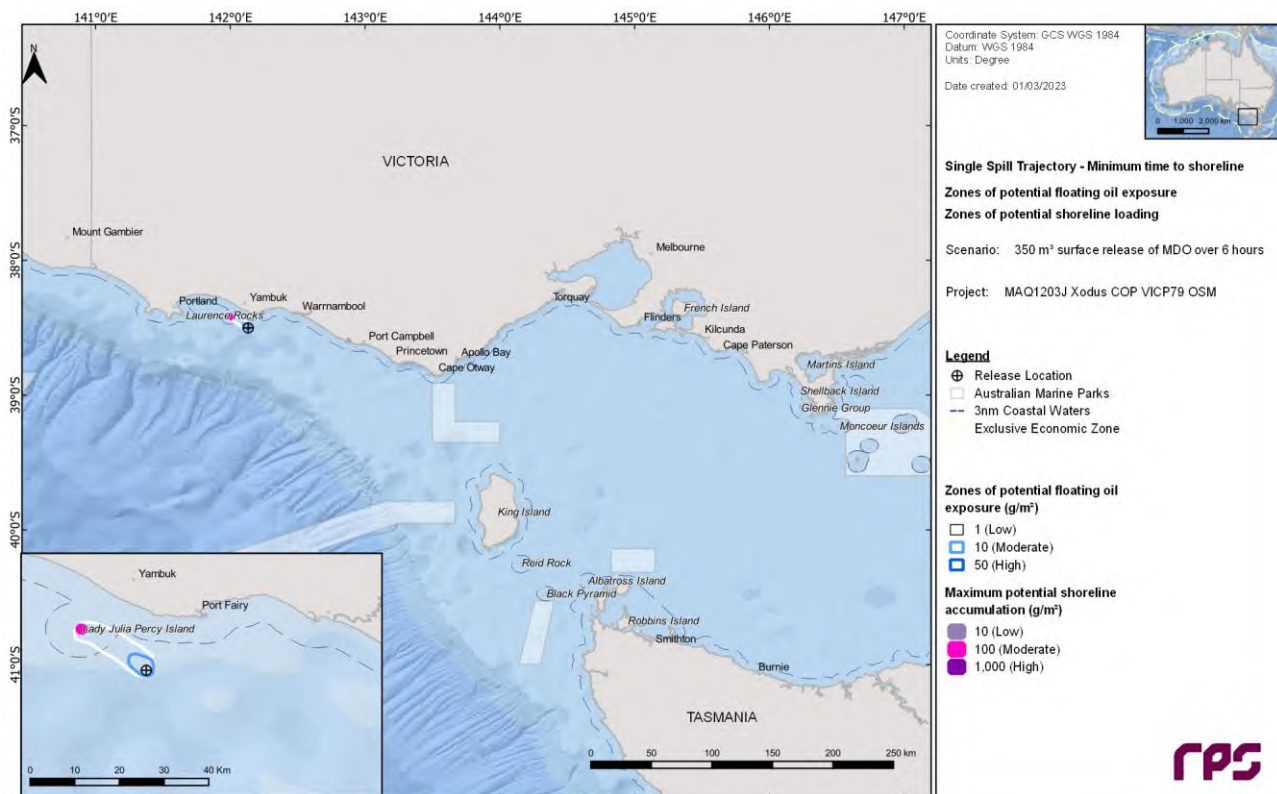 141°0'E 142°0'E 143°0'E 144°0'E 145°0'E 146°0'E 147°0'E
N
37°0'S
38°0'S
39°0'S
40°0'S
41°0'S
VICTORIA
Mount Gambier
Melbourne
Portland
Yambuk
Laurence Rocks
Warrnambool
Torquay
French Island
Flinders
Kilcunda
Port Campbell
Cape Paterson
Princetown
Apollo Bay
Cape Otway
Martins Island
Shellback Island
Glennie Group
Moncoeur Islands
King Island
Reid Rock
Albatross Island
Black Pyramid
Robbins Island
Smithton
Burnie
TASMANIA
0 50 100 150 200 250 km
Yambuk
Port Fairy
Lady Julia Percy Island
0 10 20 30 40 Km
Coordinate System: GCS WGS 1984
Datum: WGS 1984
Units: Degree
Date created: 01/03/2023
0 1,000 2,000 km
Single Spill Trajectory - Minimum time to shoreline
Zones of potential floating oil exposure
Zones of potential shoreline loading
Scenario: 350 m³ surface release of MDO over 6 hours
Project: MAQ1203J Xodus COP VICP79 OSM
Legend
Release Location
Australian Marine Parks
3nm Coastal Waters
Exclusive Economic Zone
Zones of potential floating oil
exposure (g/m²)
1 (Low)
10 (Moderate)
50 (High)
Maximum potential shoreline
accumulation (g/m²)
10 (Low)
100 (Moderate)
1,000 (High)
rps